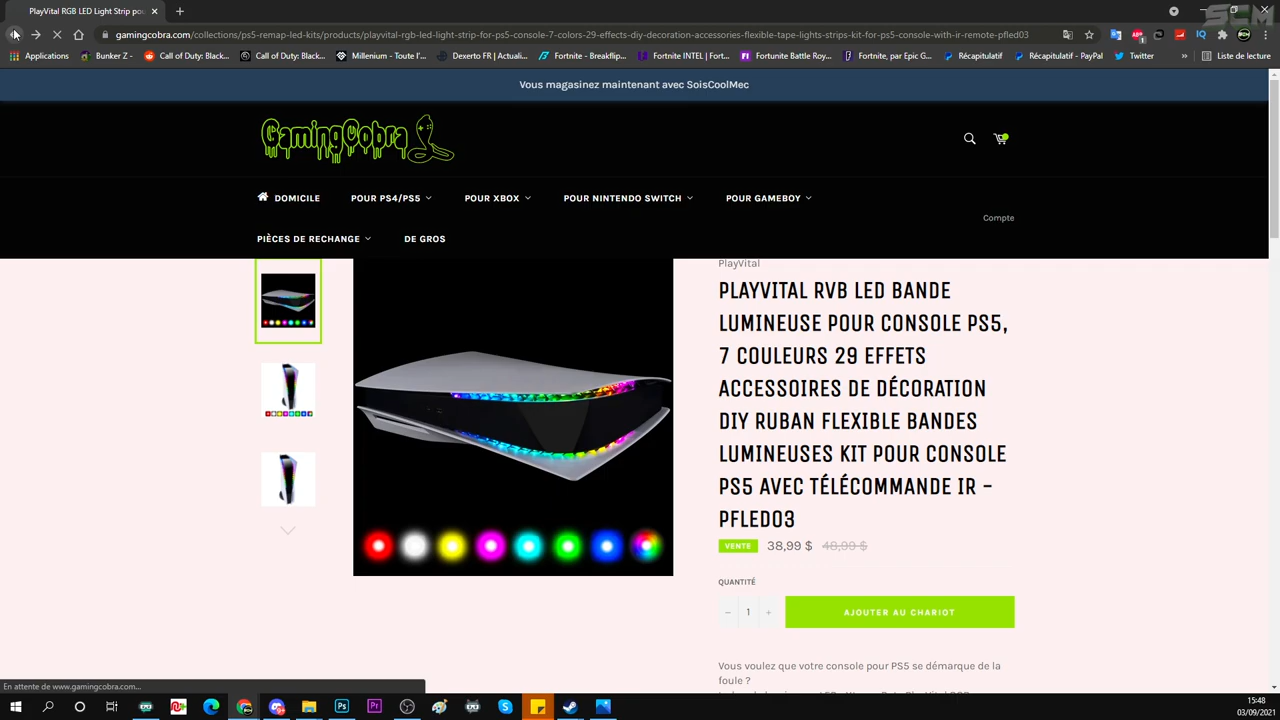 PlayVital RGB LED Light Strip pou
gamingcobra.com/collections/ps5-remap-led-kits/products/playvital-rgb-led-light-strip-for-ps5-console-7-colors-29-effects-diy-decoration-accessories-flexible-tape-lights-strips-kit-for-ps5-console-with-ir-remote-pfled03
Applications Bunker Z - Call of Duty: Black... Call of Duty: Black... Millenium - Toute l'... Dexerto FR | Actuali... Fortnite - Breakflip... Fortnite INTEL | Fort... Fortnite Battle Roy... Fortnite, par Epic G... Récapitulatif - Pay Récapitulatif - PayPal Twitter » Liste de lecture
SCM
Vous magasinez maintenant avec SoisCoolMec
GamingCobra
DOMICILE POUR PS4/PS5 POUR XBOX POUR NINTENDO SWITCH POUR GAMEBOY
Compte
PIÈCES DE RECHANGE DE GROS
PlayVital
PLAYVITAL RVB LED BANDE
LUMINEUSE POUR CONSOLE PS5,
7 COULEURS 29 EFFETS
ACCESSOIRES DE DÉCORATION
DIY RUBAN FLEXIBLE BANDES
LUMINEUSES KIT POUR CONSOLE
PS5 AVEC TÉLÉCOMMANDE IR -
PFLED03
VENTE 38,99 $ 48,99 $
QUANTITÉ
− 1 + AJOUTER AU CHARIOT
Vous voulez que votre console pour PS5 se démarque de la
foule ?
En attente de www.gamingcobra.com...
15:48
03/09/2021